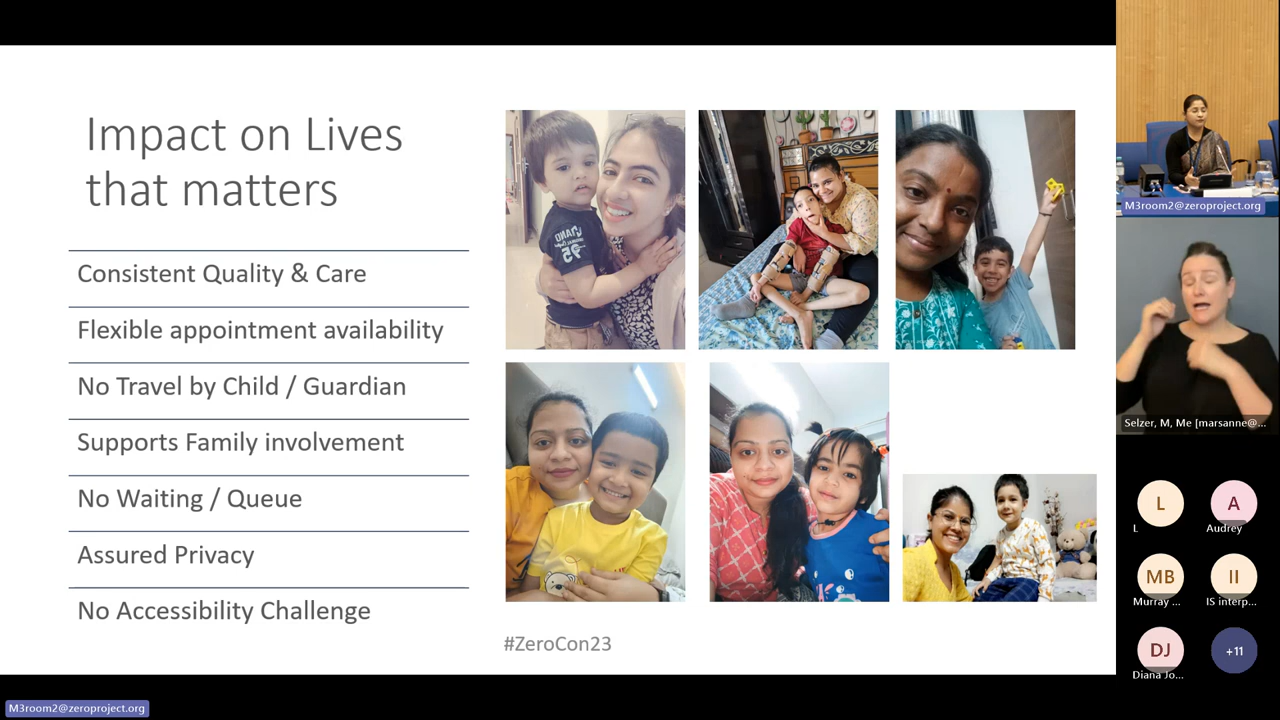 Impact on Lives
that matters
Consistent Quality & Care
Flexible appointment availability
No Travel by Child / Guardian
Supports Family involvement
No Waiting / Queue
Assured Privacy
No Accessibility Challenge
#ZeroCon23
M3room2@zeroproject.org
Selzer, M, Me [marsanne@...
L
A
L
Audrey
MB
II
Murray ...
IS interp...
DJ
+11
Diana Jo...
M3room2@zeroproject.org